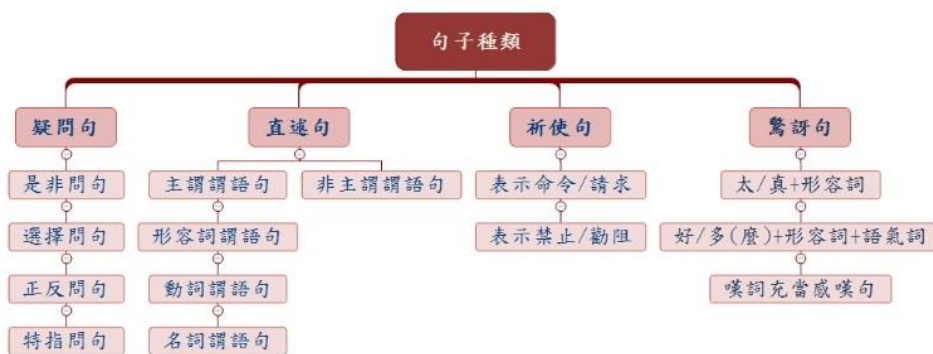 句子種類
疑問句
直述句
祈使句
驚訝句
是非問句
主謂謂語句
非主謂謂語句
表示命令/請求
太/真+形容詞
選擇問句
形容詞謂語句
表示禁止/勸阻
好/多(麼)+形容詞+語氣詞
正反問句
動詞謂語句
嘆詞充當感嘆句
特指問句
名詞謂語句